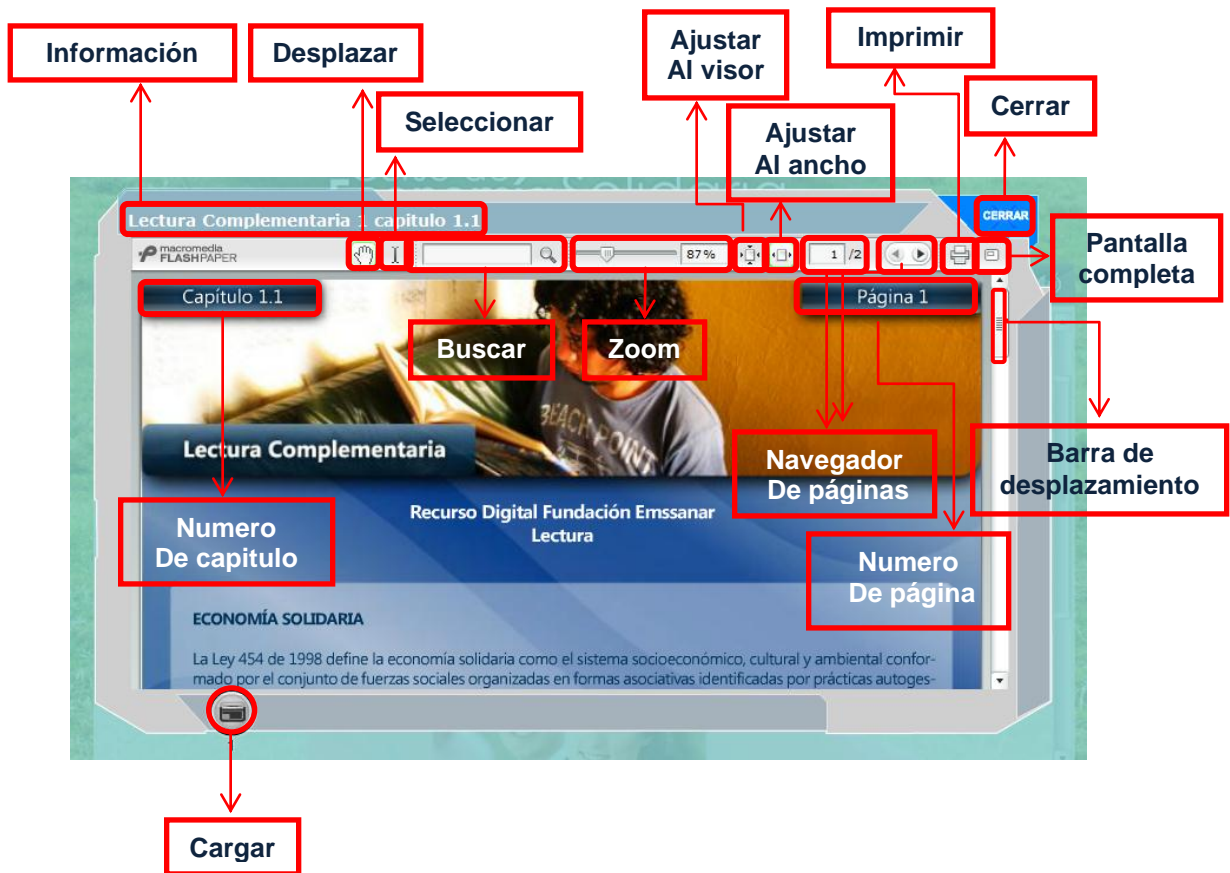 Información
Desplazar
Ajustar
Al visor
Imprimir
Seleccionar
Ajustar
Al ancho
Cerrar
Lectura Complementaria 1 capitulo 1.1
CERRAR
macromedia
FLASHPAPER
87%
1 /2
Pantalla
completa
Capítulo 1.1
Página 1
Buscar
Zoom
BEACH POINT
Lectura Complementaria
Navegador
De páginas
Barra de
desplazamiento
Recurso Digital Fundación Emssanar
Lectura
Numero
De capitulo
Numero
De página
ECONOMÍA SOLIDARIA
La Ley 454 de 1998 define la economía solidaria como el sistema socioeconómico, cultural y ambiental confor-
mado por el conjunto de fuerzas sociales organizadas en formas asociativas identificadas por prácticas autoges-
1
Cargar